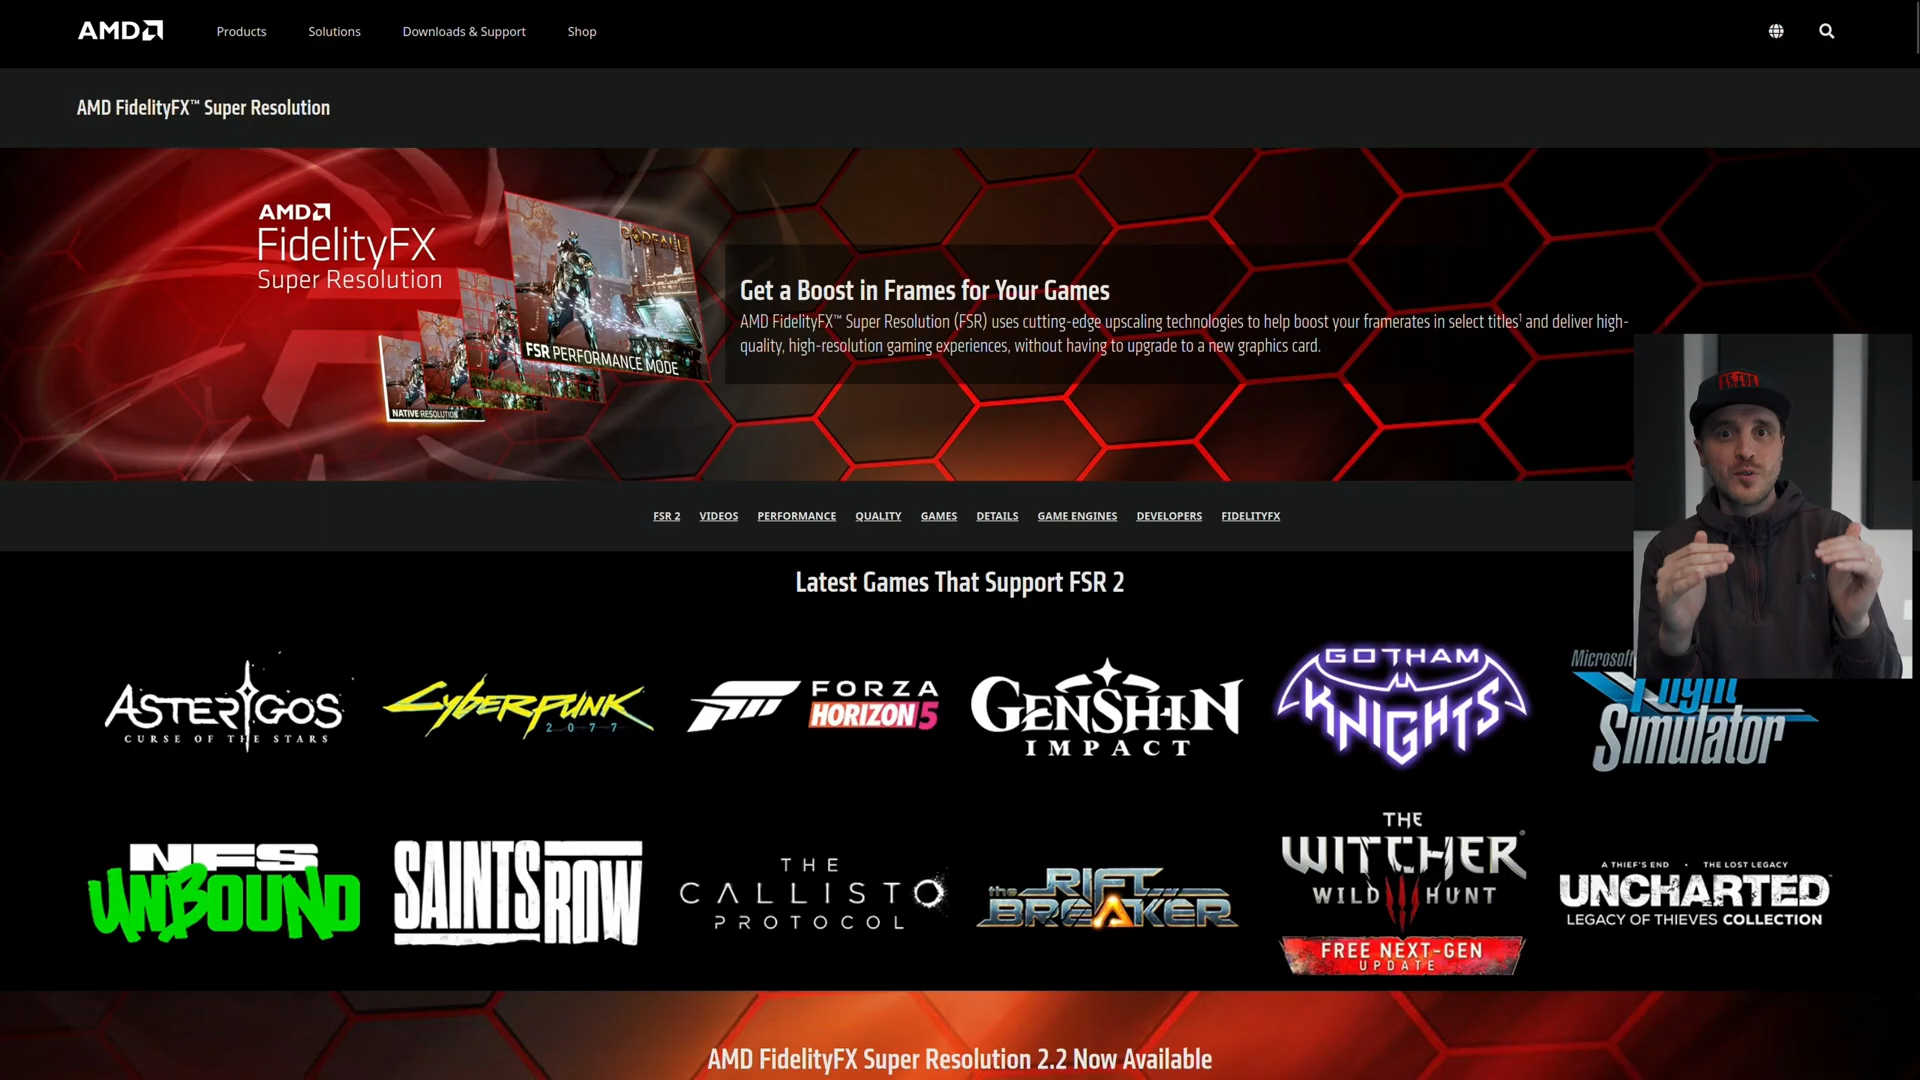 AMD
Products
Solutions
Downloads & Support
Shop
AMD FidelityFX™ Super Resolution
AMD
FidelityFX
Super Resolution
GODFALL
FSR PERFORMANCE MODE
NATIVE RESOLUTION
Get a Boost in Frames for Your Games
AMD FidelityFX™ Super Resolution (FSR) uses cutting-edge upscaling technologies to help boost your framerates in select titles¹ and deliver high-
quality, high-resolution gaming experiences, without having to upgrade to a new graphics card.
FSR 2
VIDEOS
PERFORMANCE
QUALITY
GAMES
DETAILS
GAME ENGINES
DEVELOPERS
FIDELITYFX
Latest Games That Support FSR 2
ASTERIGOS
CURSE OF THE STARS
Cyberpunk
2077
FORZA
HORIZON 5
GENSHIN
IMPACT
GOTHAM
KNIGHTS
Microsoft
Flight
Simulator
NFS
UNBOUND
SAINTS
ROW
THE
CALLISTO
PROTOCOL
the RIFT
BREAKER
THE
WITCHER®
WILD HUNT
FREE NEXT-GEN
UPDATE
A THIEF'S END • THE LOST LEGACY
UNCHARTED™
LEGACY OF THIEVES COLLECTION
AMD FidelityFX Super Resolution 2.2 Now Available